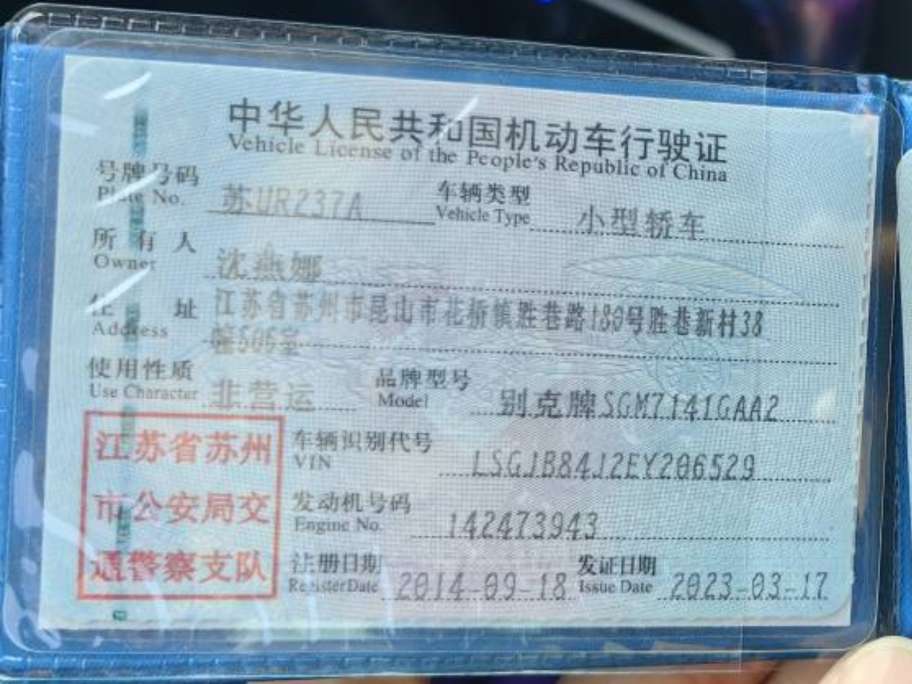 中华人民共和国机动车行驶证
Vehicle License of the People's Republic of China
号牌号码 苏UR237A 车辆类型 小型轿车
Plate No. Vehicle Type
所有人 沈燕娜
Owner
住址 江苏省苏州市昆山市花桥镇胜巷路180号胜巷新村38
Address 幢506室
使用性质 非营运 品牌型号 别克牌SGM7141GAA2
Use Character Model
江苏省苏州 车辆识别代号 LSGJB84J2EY206529
VIN
市公安局交 发动机号码 142473943
Engine No.
通警察支队 注册日期 2014-09-18 发证日期 2023-03-17
Register Date Issue Date